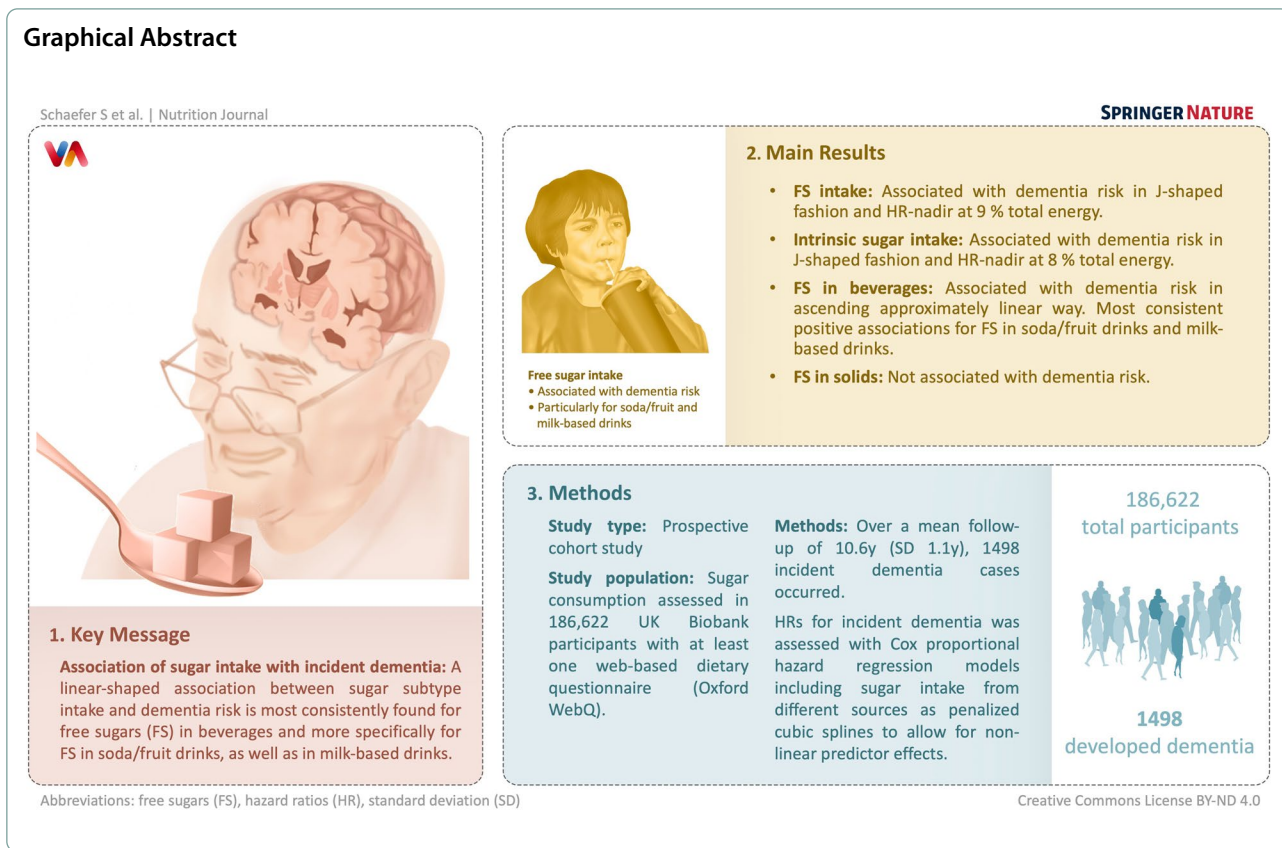 Graphical Abstract
Schaefer S et al. | Nutrition Journal
SPRINGER NATURE
VA
1. Key Message
Association of sugar intake with incident dementia: A
linear-shaped association between sugar subtype
intake and dementia risk is most consistently found for
free sugars (FS) in beverages and more specifically for
FS in soda/fruit drinks, as well as in milk-based drinks.
Free sugar intake
• Associated with dementia risk
• Particularly for soda/fruit and
milk-based drinks
2. Main Results
• FS intake: Associated with dementia risk in J-shaped
fashion and HR-nadir at 9 % total energy.
• Intrinsic sugar intake: Associated with dementia risk in
J-shaped fashion and HR-nadir at 8 % total energy.
• FS in beverages: Associated with dementia risk in
ascending approximately linear way. Most consistent
positive associations for FS in soda/fruit drinks and milk-
based drinks.
• FS in solids: Not associated with dementia risk.
3. Methods
Study type: Prospective
cohort study
Study population: Sugar
consumption assessed in
186,622 UK Biobank
participants with at least
one web-based dietary
questionnaire (Oxford
WebQ).
Methods: Over a mean follow-
up of 10.6y (SD 1.1y), 1498
incident dementia cases
occurred.
HRs for incident dementia was
assessed with Cox proportional
hazard regression models
including sugar intake from
different sources as penalized
cubic splines to allow for non-
linear predictor effects.
186,622
total participants
1498
developed dementia
Abbreviations: free sugars (FS), hazard ratios (HR), standard deviation (SD)
Creative Commons License BY-ND 4.0